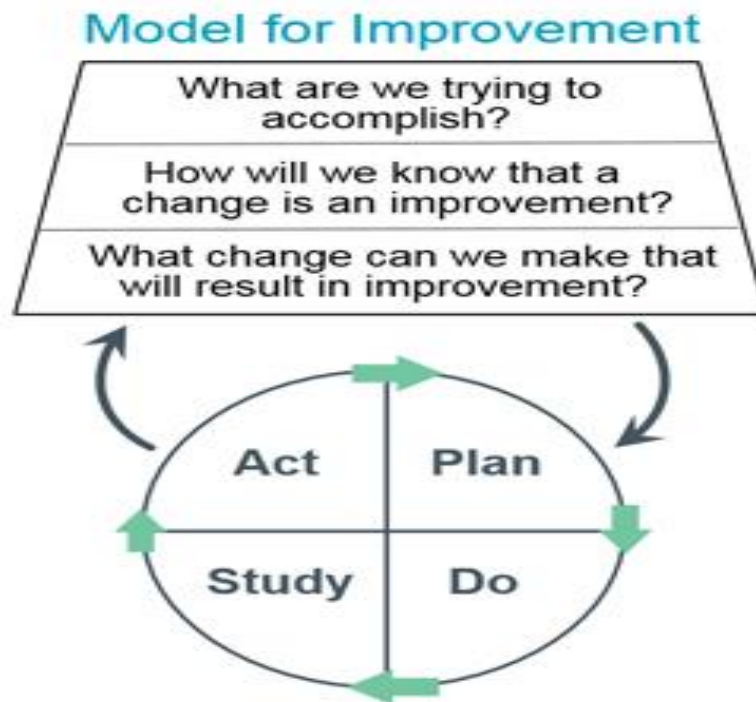 Model for Improvement
What are we trying to
accomplish?
How will we know that a
change is an improvement?
What change can we make that
will result in improvement?
Act
Plan
Study
Do